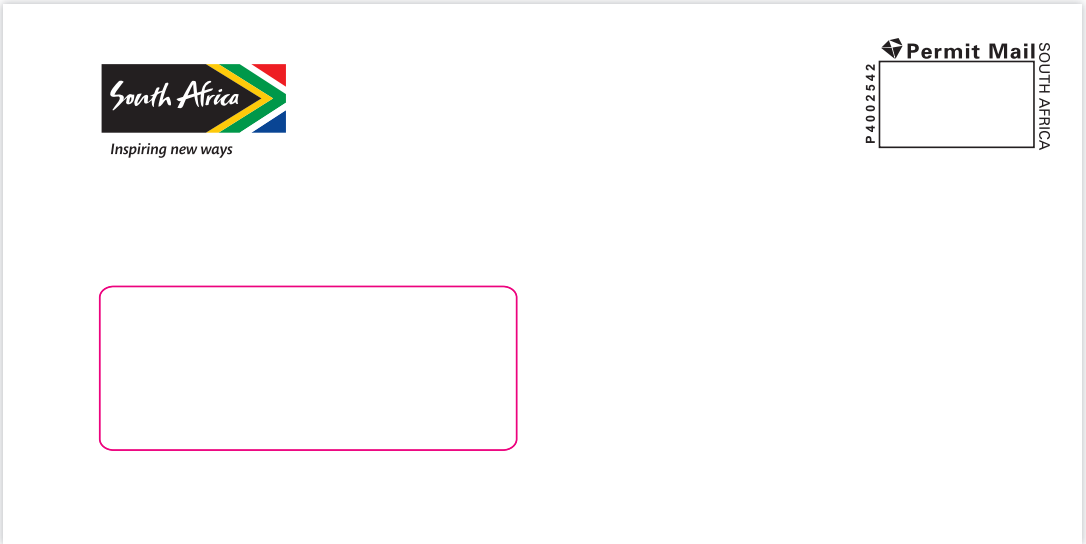 South Africa
Inspiring new ways
Permit Mail
P4002542
SOUTH AFRICA